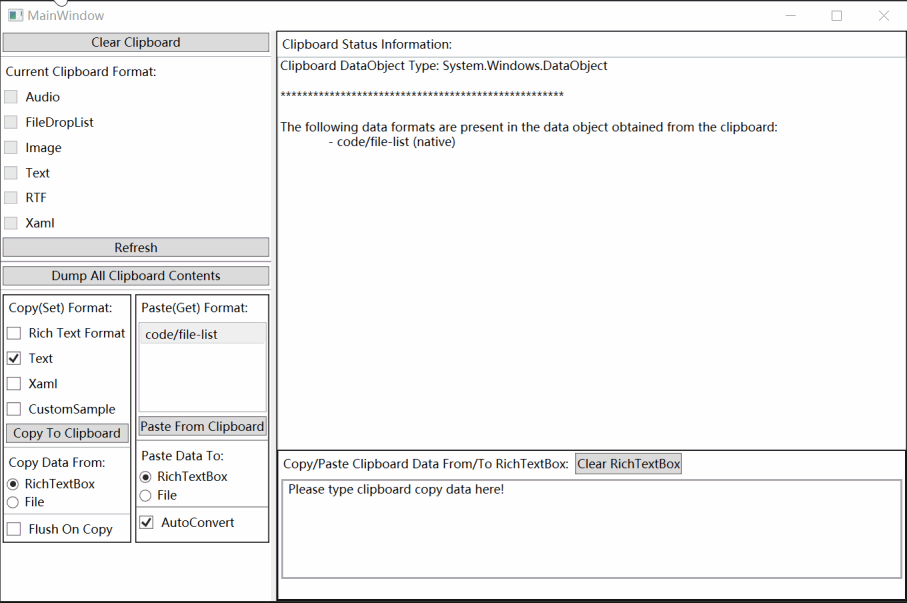 MainWindow
Clear Clipboard
Current Clipboard Format:
Audio
FileDropList
Image
Text
RTF
Xaml
Refresh
Dump All Clipboard Contents
Copy(Set) Format:
Rich Text Format
Text
Xaml
CustomSample
Copy To Clipboard
Copy Data From:
RichTextBox
File
Flush On Copy
Paste(Get) Format:
code/file-list
Paste From Clipboard
Paste Data To:
RichTextBox
File
AutoConvert
Clipboard Status Information:
Clipboard DataObject Type: System.Windows.DataObject
****************************************************
The following data formats are present in the data object obtained from the clipboard:
- code/file-list (native)
Copy/Paste Clipboard Data From/To RichTextBox: Clear RichTextBox
Please type clipboard copy data here!